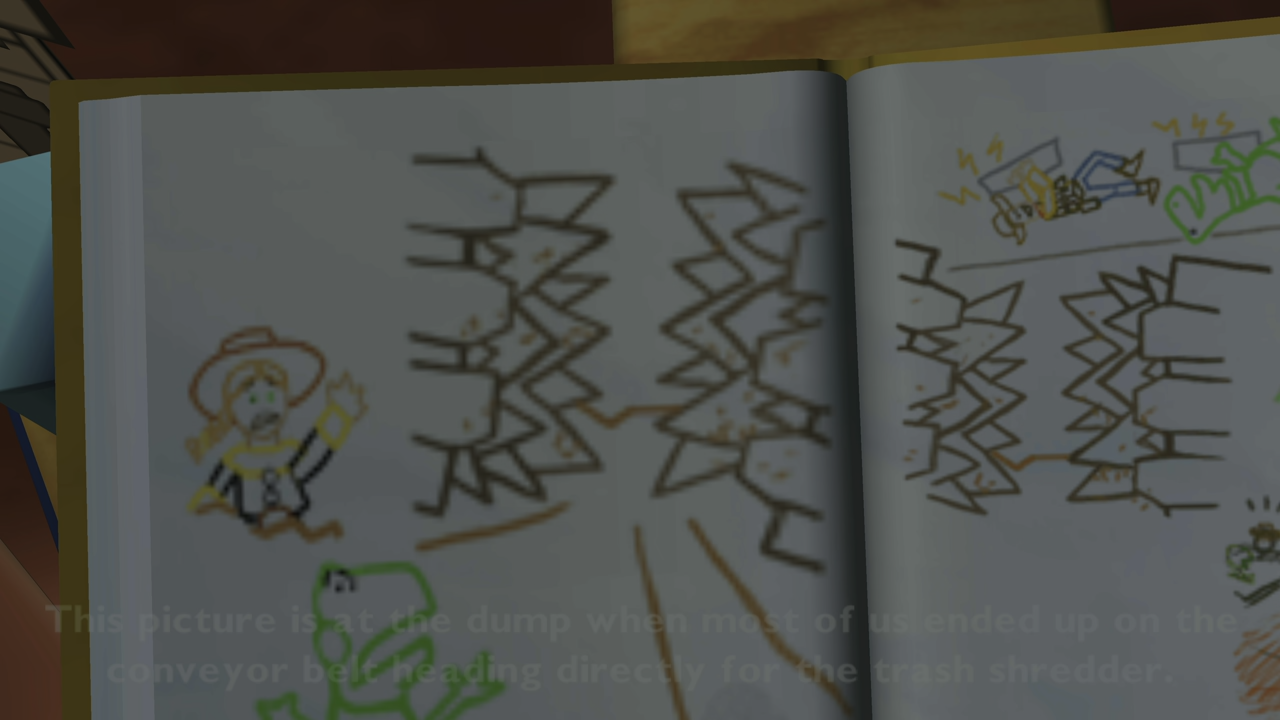 This picture is at the dump when most of us ended up on the
conveyor belt heading directly for the trash shredder.